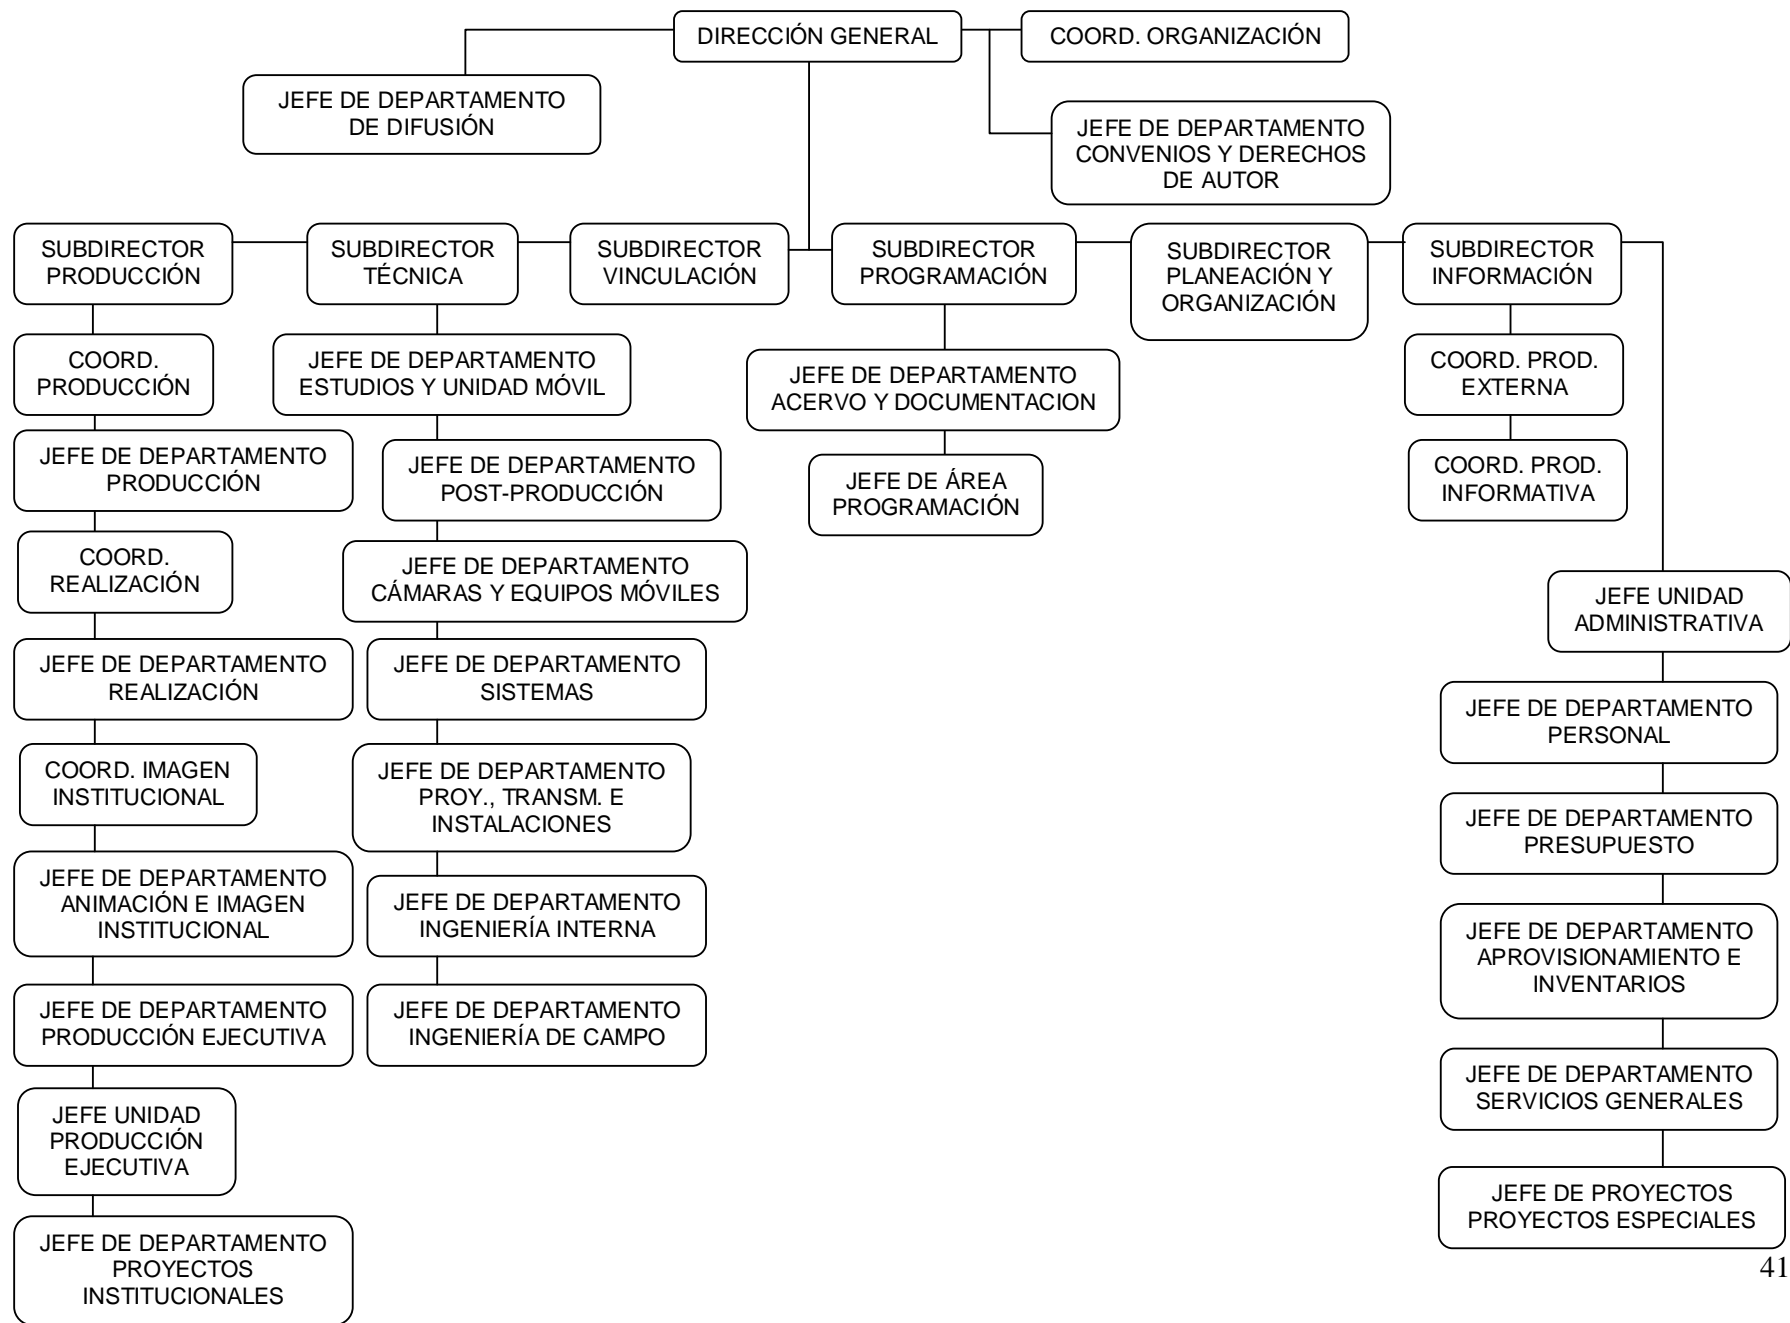 DIRECCIÓN GENERAL
COORD. ORGANIZACIÓN
JEFE DE DEPARTAMENTO
DE DIFUSIÓN
JEFE DE DEPARTAMENTO
CONVENIOS Y DERECHOS
DE AUTOR
SUBDIRECTOR
PRODUCCIÓN
SUBDIRECTOR
TÉCNICA
SUBDIRECTOR
VINCULACIÓN
SUBDIRECTOR
PROGRAMACIÓN
SUBDIRECTOR
PLANEACIÓN Y
ORGANIZACIÓN
SUBDIRECTOR
INFORMACIÓN
COORD.
PRODUCCIÓN
JEFE DE DEPARTAMENTO
PRODUCCIÓN
COORD.
REALIZACIÓN
JEFE DE DEPARTAMENTO
REALIZACIÓN
COORD. IMAGEN
INSTITUCIONAL
JEFE DE DEPARTAMENTO
ANIMACIÓN E IMAGEN
INSTITUCIONAL
JEFE DE DEPARTAMENTO
PRODUCCIÓN EJECUTIVA
JEFE UNIDAD
PRODUCCIÓN
EJECUTIVA
JEFE DE DEPARTAMENTO
PROYECTOS
INSTITUCIONALES
JEFE DE DEPARTAMENTO
ESTUDIOS Y UNIDAD MÓVIL
JEFE DE DEPARTAMENTO
POST-PRODUCCIÓN
JEFE DE DEPARTAMENTO
CÁMARAS Y EQUIPOS MÓVILES
JEFE DE DEPARTAMENTO
SISTEMAS
JEFE DE DEPARTAMENTO
PROY., TRANSM. E
INSTALACIONES
JEFE DE DEPARTAMENTO
INGENIERÍA INTERNA
JEFE DE DEPARTAMENTO
INGENIERÍA DE CAMPO
JEFE DE DEPARTAMENTO
ACERVO Y DOCUMENTACION
JEFE DE ÁREA
PROGRAMACIÓN
COORD. PROD.
EXTERNA
COORD. PROD.
INFORMATIVA
JEFE UNIDAD
ADMINISTRATIVA
JEFE DE DEPARTAMENTO
PERSONAL
JEFE DE DEPARTAMENTO
PRESUPUESTO
JEFE DE DEPARTAMENTO
APROVISIONAMIENTO E
INVENTARIOS
JEFE DE DEPARTAMENTO
SERVICIOS GENERALES
JEFE DE PROYECTOS
PROYECTOS ESPECIALES
41